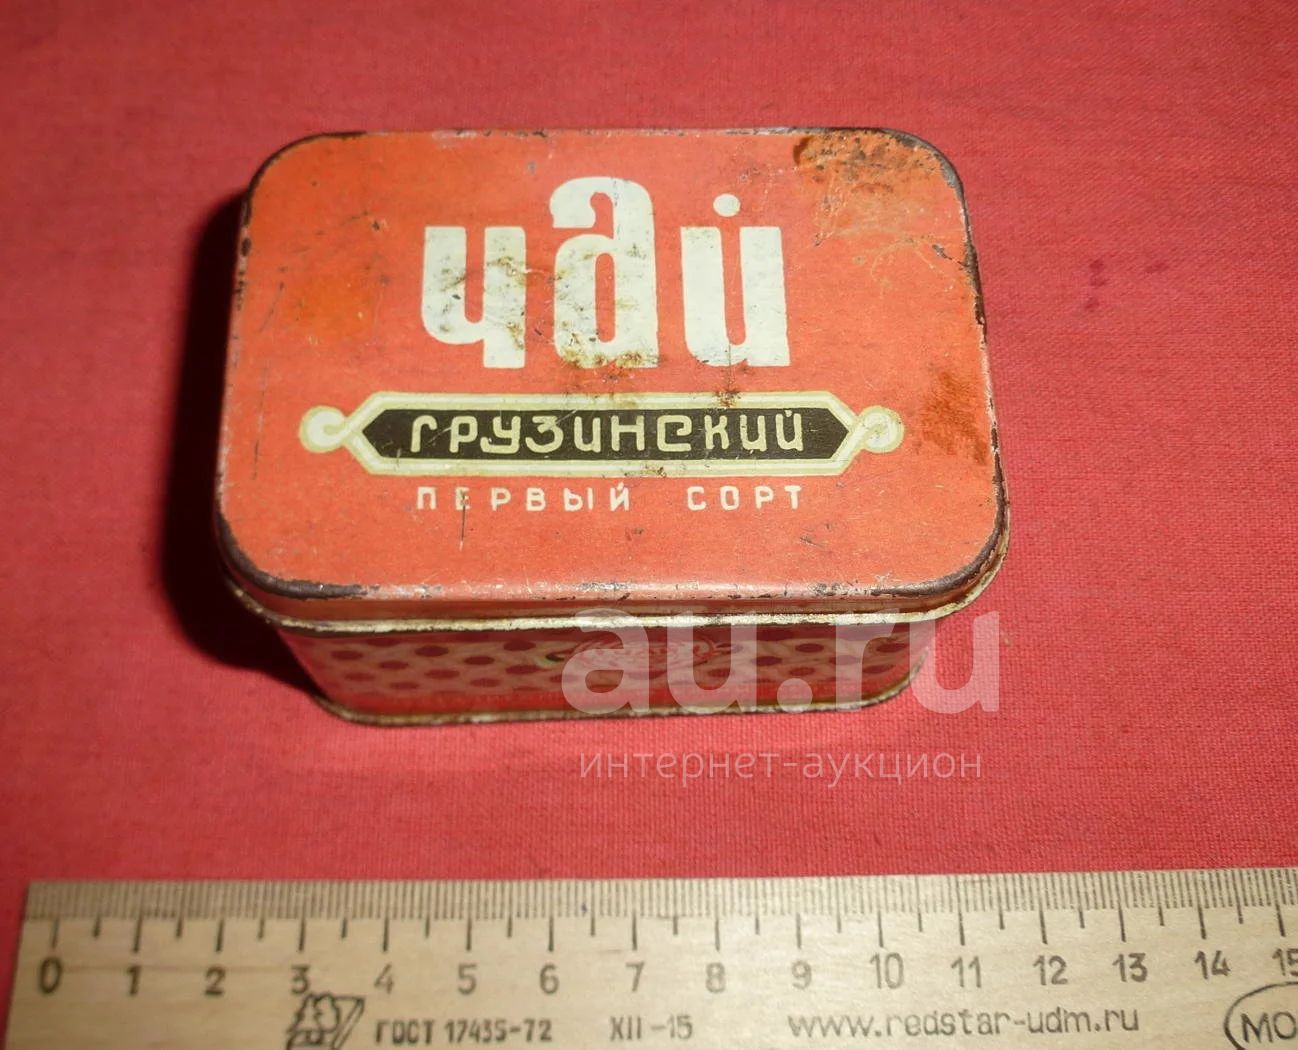 чай
грузинский
ПЕРВЫЙ СОРТ
au.ru
интернет-аукцион
0 1 2 3 4 5 6 7 8 9 10 11 12 13 14 15
ГОСТ 17435-72 XII-15 www.redstar-udm.ru